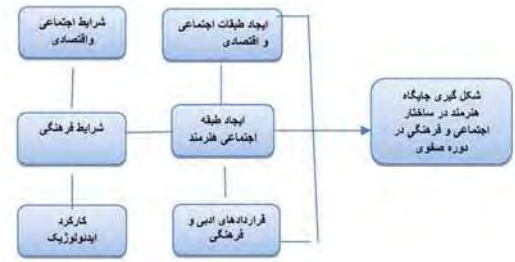 شرایط اجتماعی
واقتصادی
ایجاد طبقات اجتماعی
و اقتصادی
شکل گیری جایگاه
هنرمند در ساختار
اجتماعی و فرهنگی در
دوره صفوی
شرایط فرهنگی
ایجاد طبقه
اجتماعی هنرمند
کارکرد
ایدئولوژیک
قراردادهای ادبی و
فرهنگی